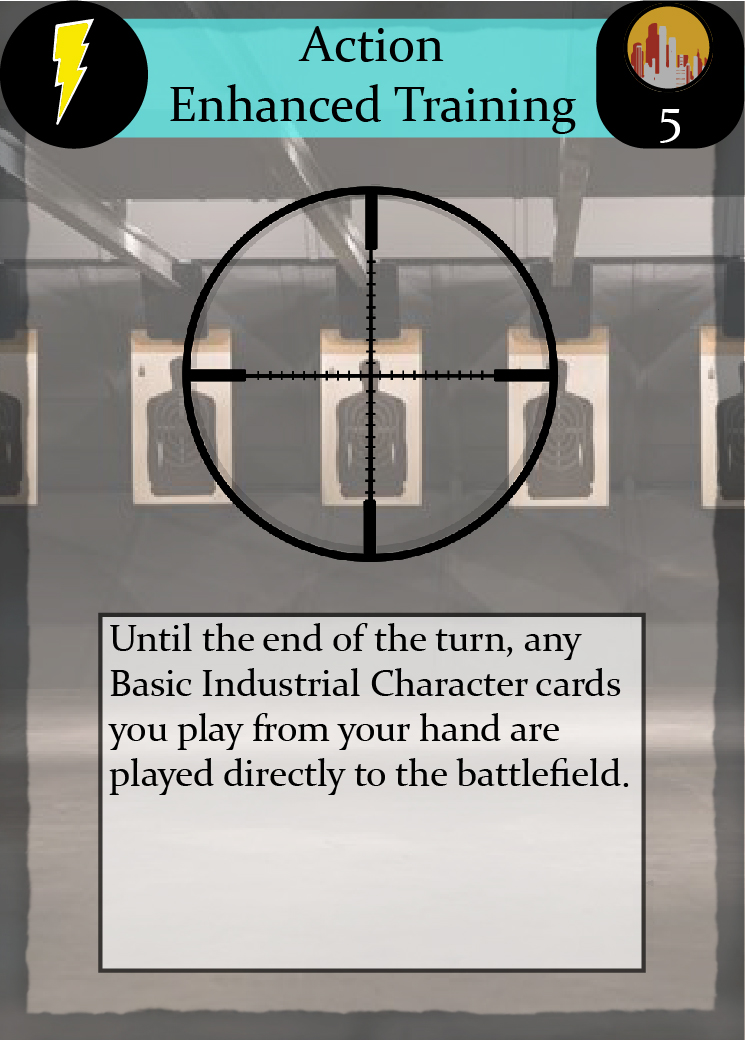 Action
Enhanced Training
5
Until the end of the turn, any
Basic Industrial Character cards
you play from your hand are
played directly to the battlefield.